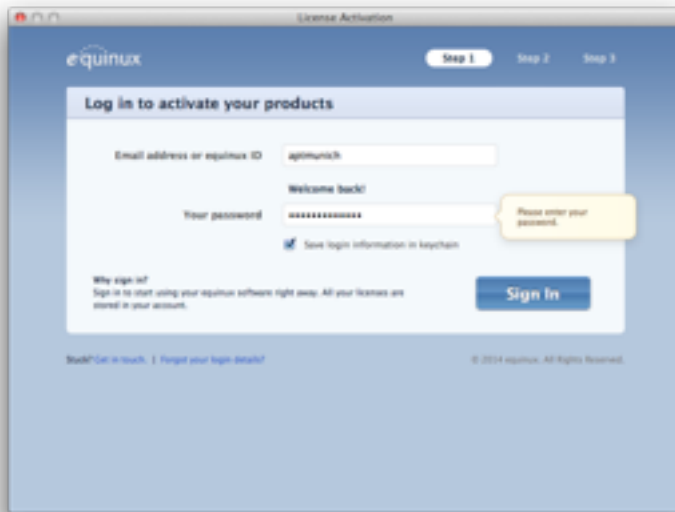 License Activation
equinux
Step 1 Step 2 Step 3
Log in to activate your products
Email address or equinux ID
aptmunich
Welcome back!
Your password
•••••••••••••
Please enter your
password.
Save login information in keychain
Why sign in?
Sign in to start using your equinux software right away. All your licenses are
stored in your account.
Sign In
Stuck? Get in touch. | Forgot your login details?
© 2014 equinux. All Rights Reserved.